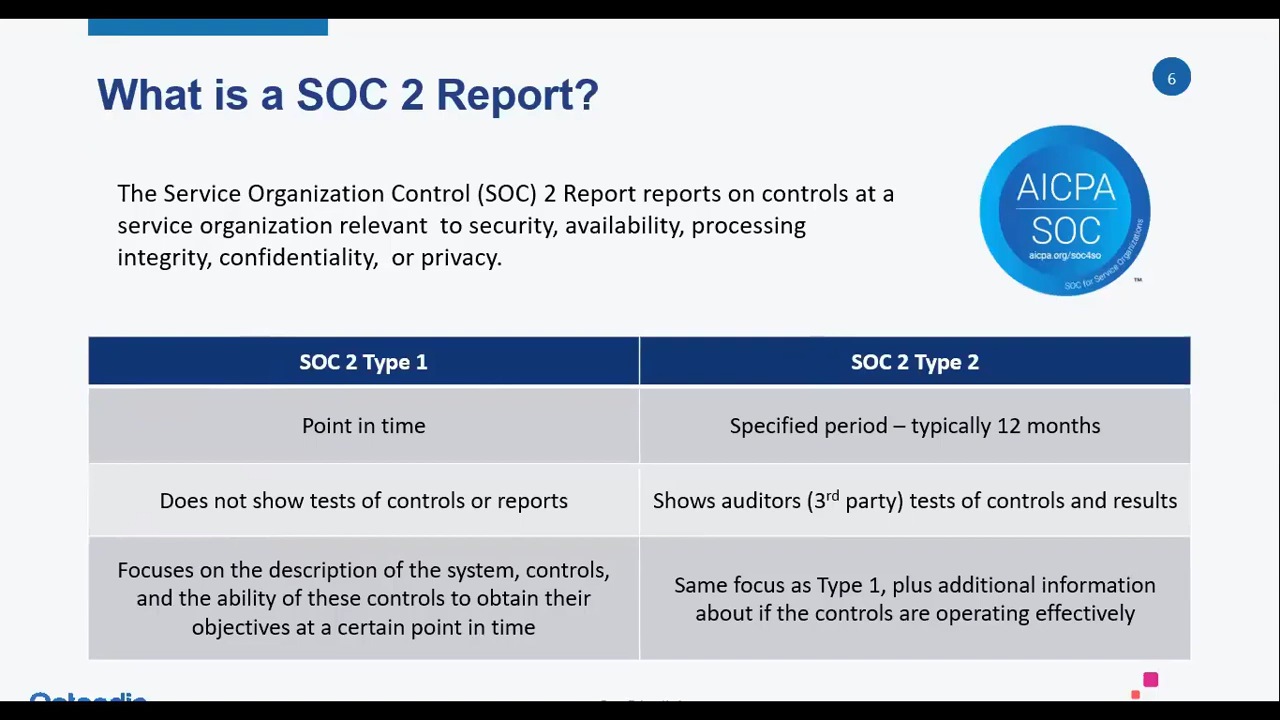 What is a SOC 2 Report?
6
The Service Organization Control (SOC) 2 Report reports on controls at a
service organization relevant  to security, availability, processing
integrity, confidentiality,  or privacy.
AICPA
SOC
aicpa.org/soc4so
SOC for Service Organizations
TM
SOC 2 Type 1
SOC 2 Type 2
Point in time
Specified period – typically 12 months
Does not show tests of controls or reports
Shows auditors (3rd party) tests of controls and results
Focuses on the description of the system, controls,
and the ability of these controls to obtain their
objectives at a certain point in time
Same focus as Type 1, plus additional information
about if the controls are operating effectively